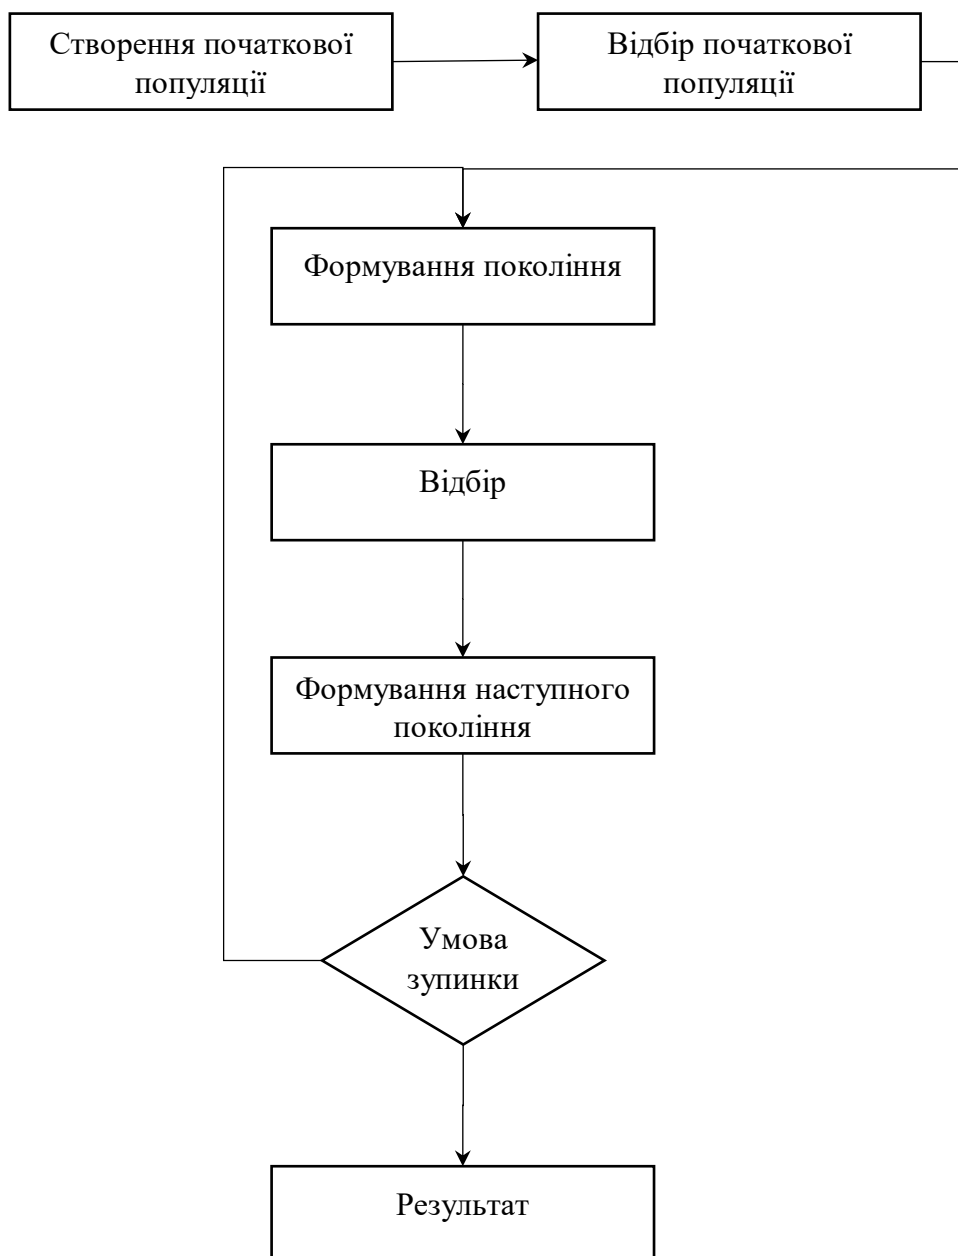 Створення початкової
популяції
Відбір початкової
популяції
Формування покоління
Відбір
Формування наступного
покоління
Умова
зупинки
Результат